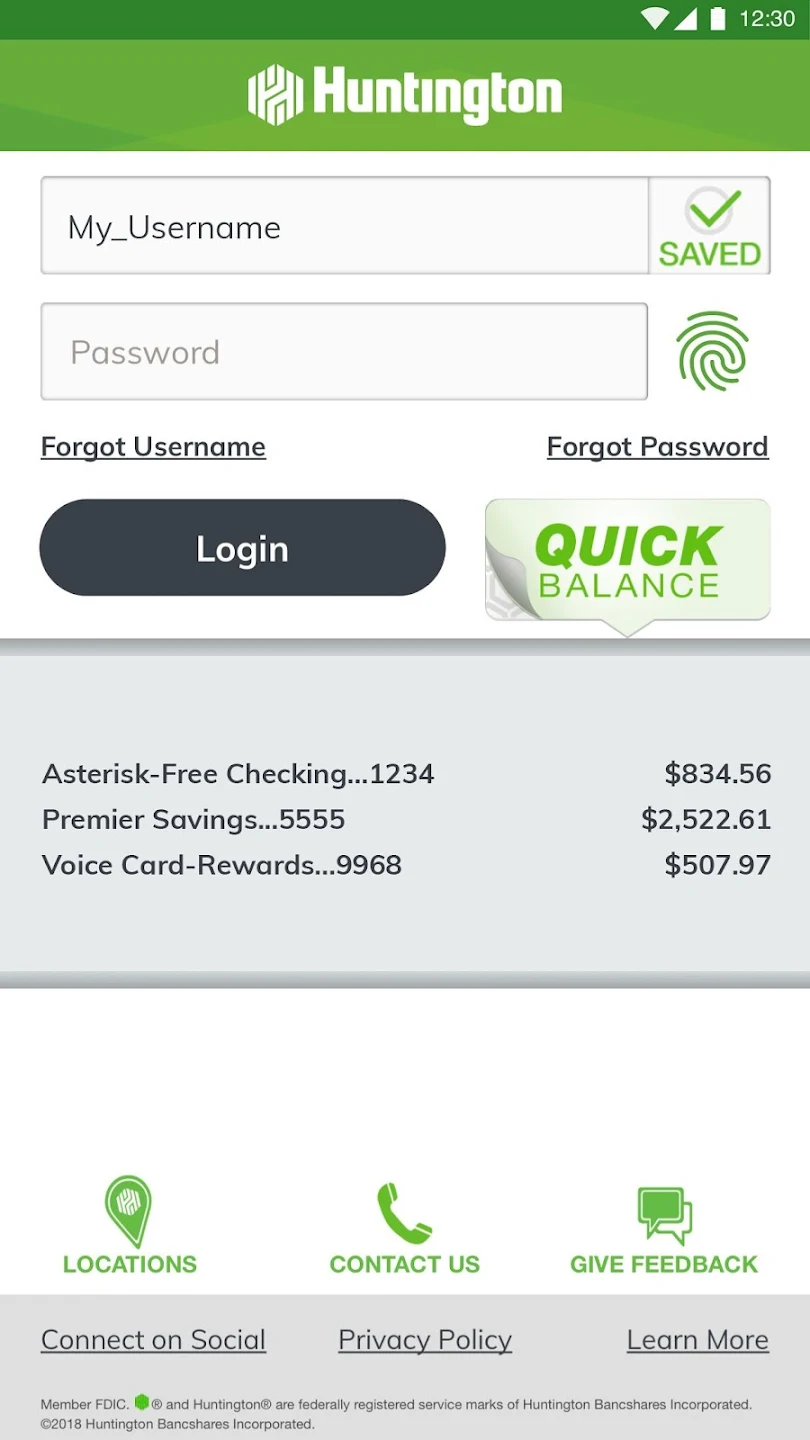 12:30
Huntington
My_Username
SAVED
Password
Forgot Username
Forgot Password
Login
QUICK
BALANCE
Asterisk-Free Checking...1234 $834.56
Premier Savings...5555 $2,522.61
Voice Card-Rewards...9968 $507.97
LOCATIONS
CONTACT US
GIVE FEEDBACK
Connect on Social
Privacy Policy
Learn More
Member FDIC. ® and Huntington® are federally registered service marks of Huntington Bancshares Incorporated.
©2018 Huntington Bancshares Incorporated.